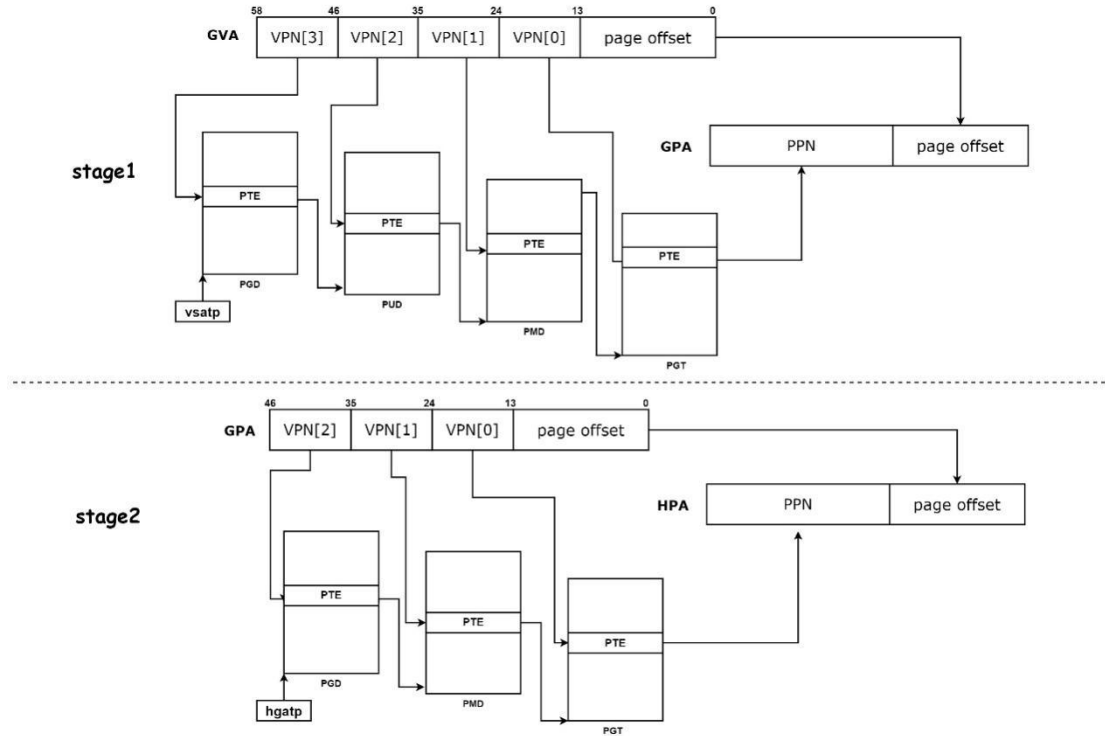 58 46 35 24 13 0
GVA VPN[3] VPN[2] VPN[1] VPN[0] page offset
GPA PPN page offset
stage1
PTE
PTE
PTE
PTE
PGD
PUD
vsatp
PMD
PGT
46 35 24 13 0
GPA VPN[2] VPN[1] VPN[0] page offset
HPA PPN page offset
stage2
PTE
PTE
PTE
PGD
PMD
hgatp
PGT